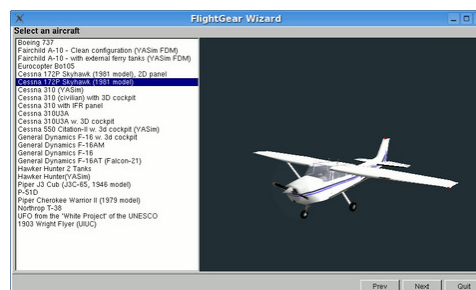 FlightGear Wizard
Select an aircraft
Boeing 737
Fairchild A-10 - Clean configuration (YASim FDM)
Fairchild A-10 - with external ferry tanks (YASim FDM)
Eurocopter Bo105
Cessna 172P Skyhawk (1981 model), 2D panel
Cessna 172P Skyhawk (1981 model)
Cessna 310 (YASim)
Cessna 310 (civilian) with 3D cockpit
Cessna 310 with IFR panel
Cessna 310U3A
Cessna 310U3A w. 3D cockpit
Cessna 550 Citation-II w. 3d cockpit (YASim)
General Dynamics F-16 w. 3d cockpit
General Dynamics F-16AM
General Dynamics F-16
General Dynamics F-16AT (Falcon-21)
Hawker Hunter 2 Tanks
Hawker Hunter(YASim)
Piper J3 Cub (J3C-65, 1946 model)
P-51D
Piper Cherokee Warrior II (1979 model)
Northrop T-38
UFO from the 'White Project' of the UNESCO
1903 Wright Flyer (UIUC)
Prev Next Quit